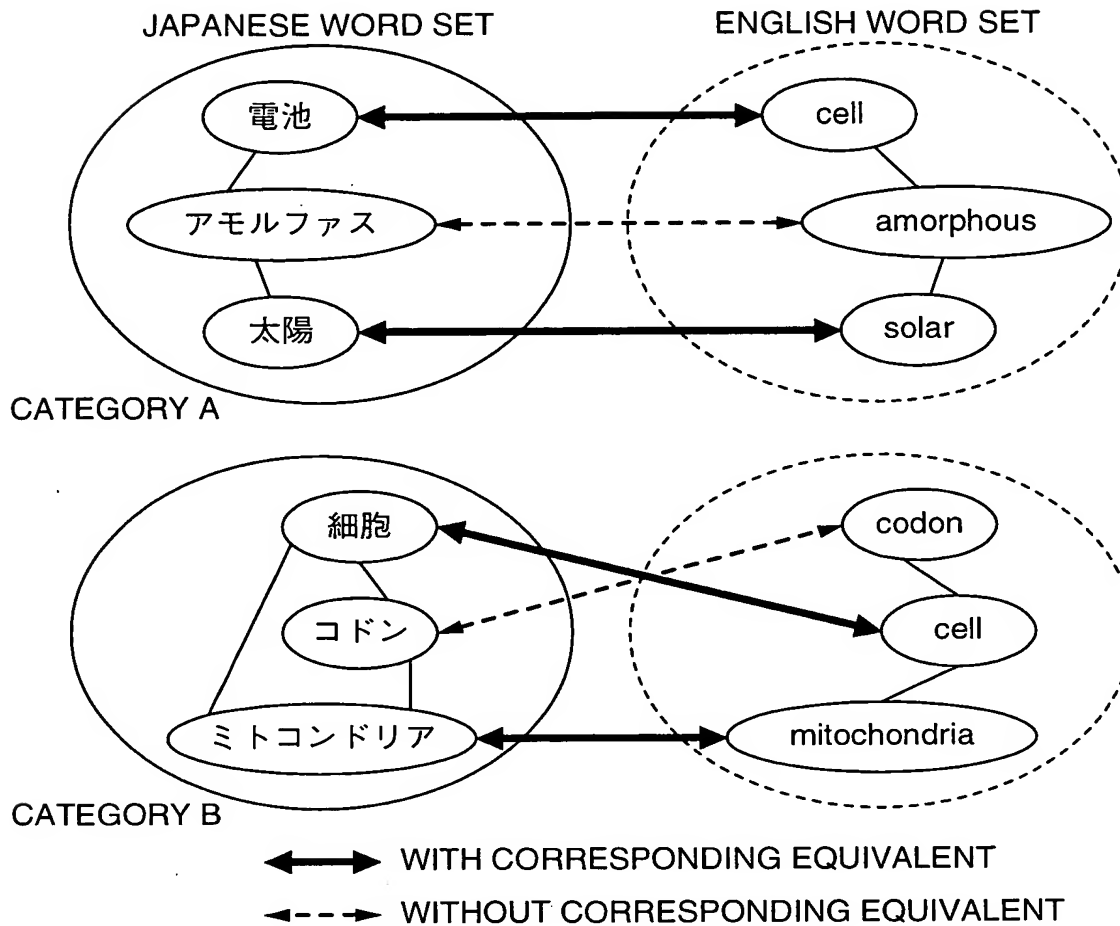 JAPANESE WORD SET
ENGLISH WORD SET
電池
cell
アモルファス
amorphous
太陽
solar
CATEGORY A
細胞
codon
コドン
cell
ミトコンドリア
mitochondria
CATEGORY B
WITH CORRESPONDING EQUIVALENT
WITHOUT CORRESPONDING EQUIVALENT